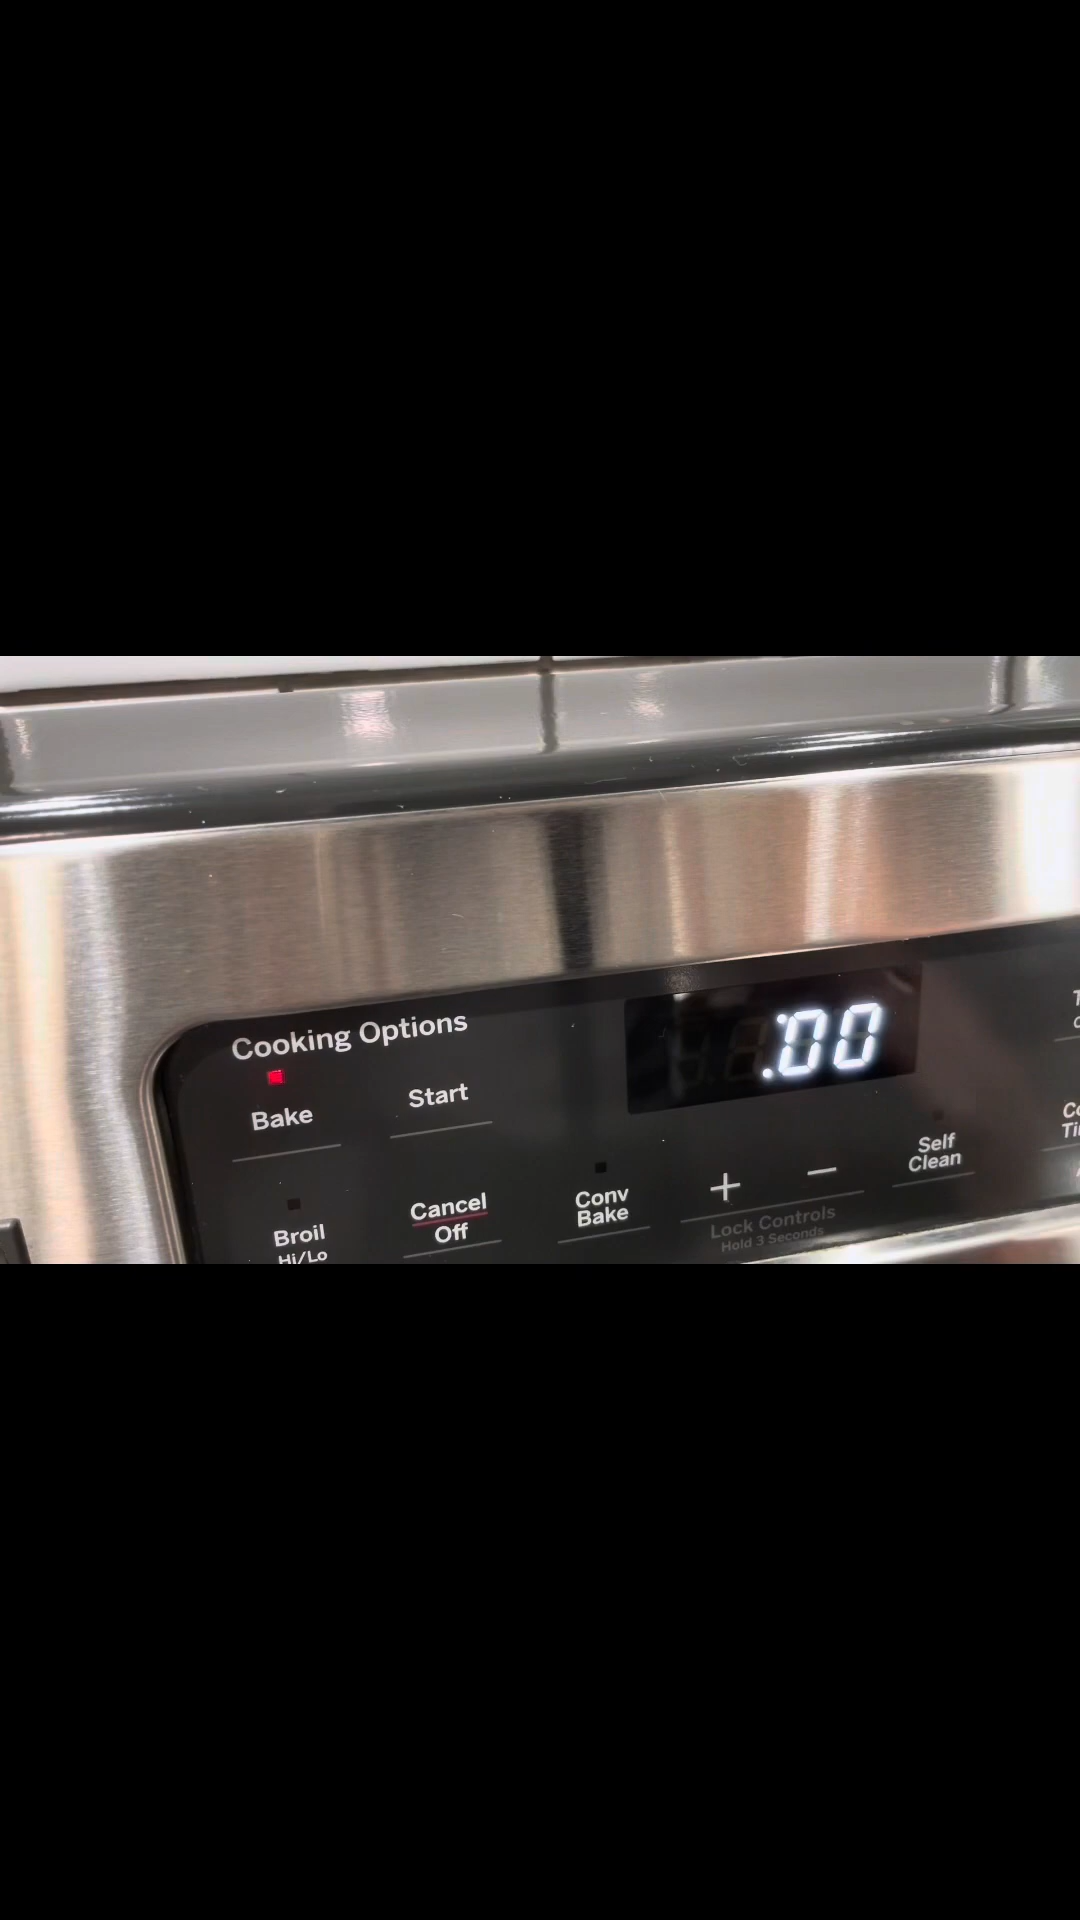 Cooking Options
Bake
Start
:00
Broil
Hi/Lo
Cancel
Off
Conv
Bake
+ −
Lock Controls
Hold 3 Seconds
Self
Clean